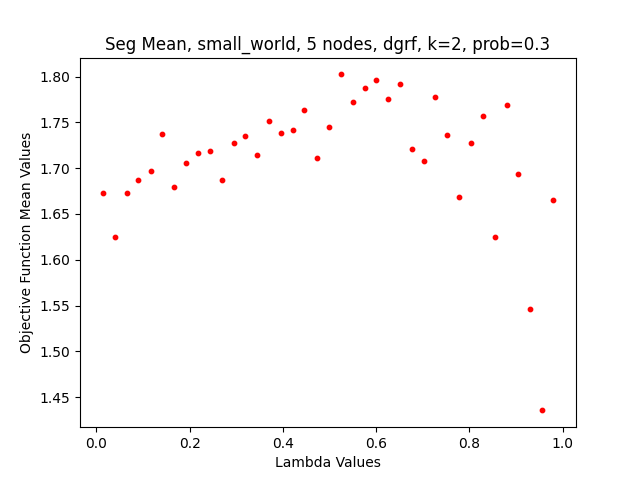 Seg Mean, small_world, 5 nodes, dgrf, k=2, prob=0.3
1.80
1.75
1.70
1.65
1.60
1.55
1.50
1.45
Objective Function Mean Values
0.0 0.2 0.4 0.6 0.8 1.0
Lambda Values